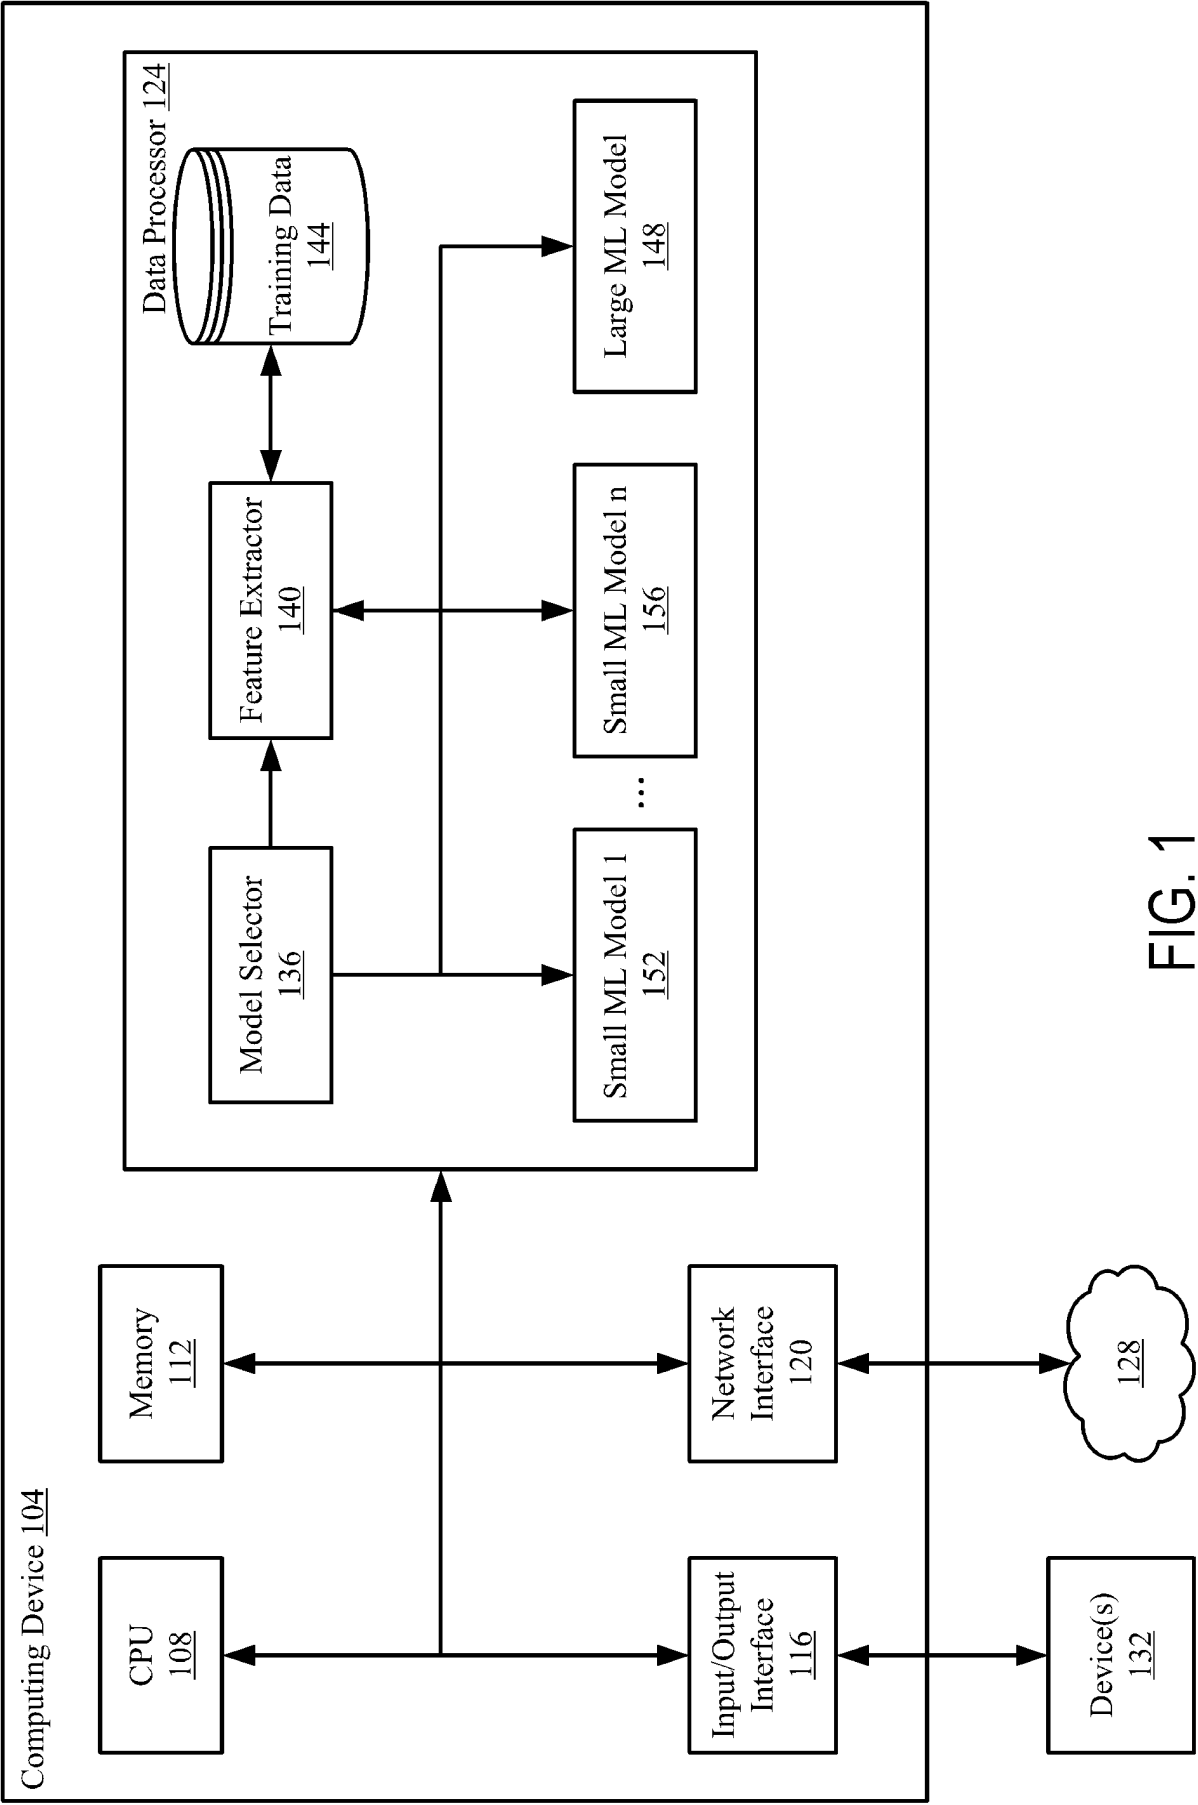 Computing Device 104
CPU
108
Memory
112
Input/Output
Interface
116
Network
Interface
120
Device(s)
132
128
Data Processor 124
Model Selector
136
Feature Extractor
140
Training Data
144
Small ML Model 1
152
...
Small ML Model n
156
Large ML Model
148
FIG. 1